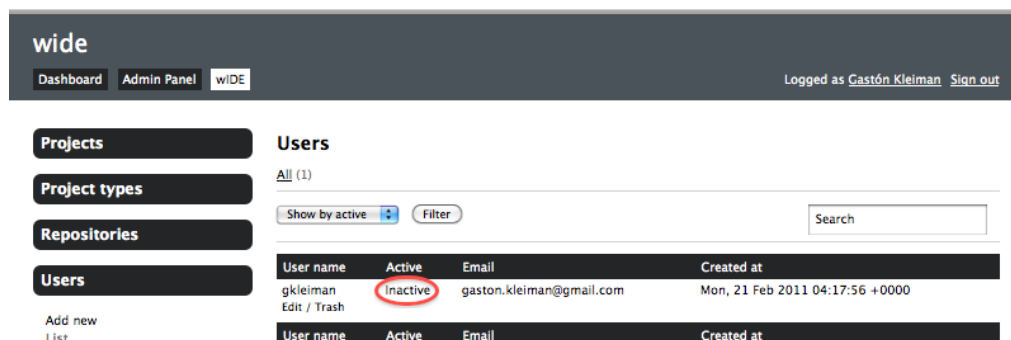 wide
Dashboard Admin Panel wIDE
Logged as Gastón Kleiman Sign out
Projects
Project types
Repositories
Users
Add new
List
Users
All (1)
Show by active Filter
Search
User name Active Email Created at
gkleiman Inactive gaston.kleiman@gmail.com Mon, 21 Feb 2011 04:17:56 +0000
Edit / Trash
User name Active Email Created at